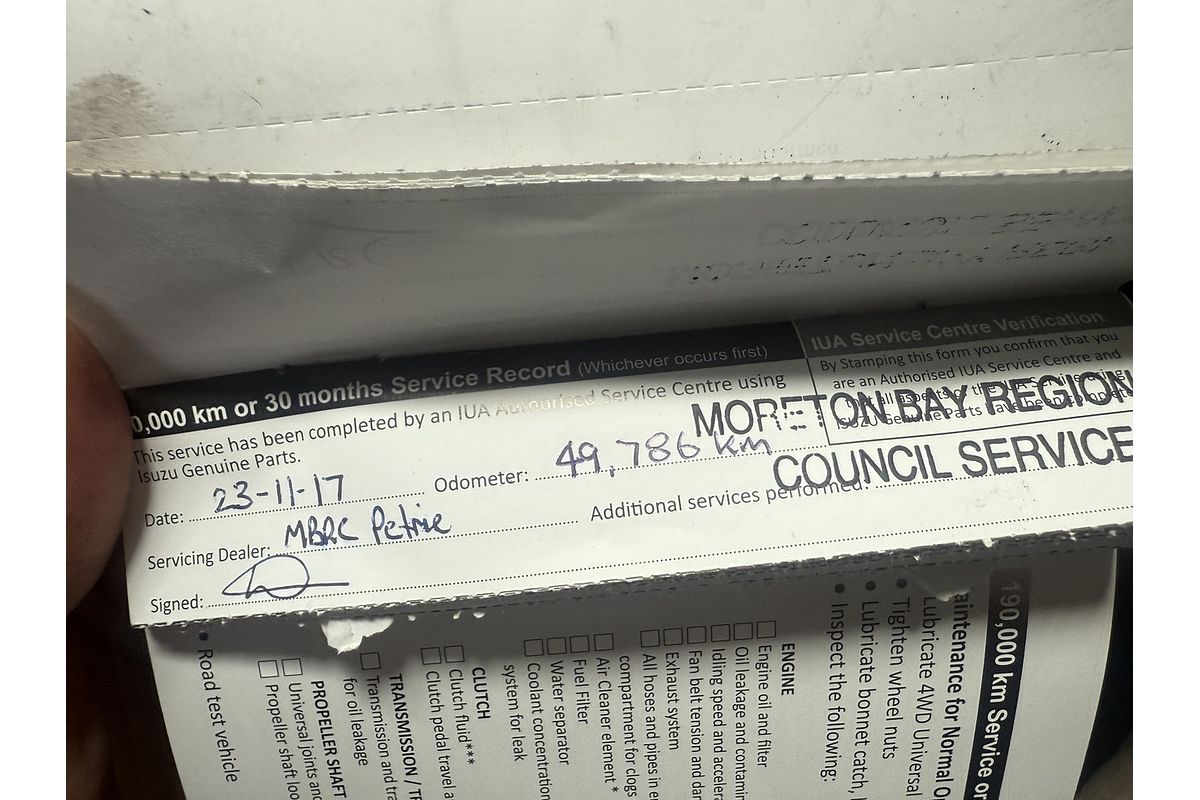 0,000 km or 30 months Service Record (Whichever occurs first)
This service has been completed by an IUA Authorised Service Centre using
Isuzu Genuine Parts.
Date: 23-11-17 Odometer: 49,786 km
Servicing Dealer: MBRC Petrie Additional services performed:
Signed:
IUA Service Centre Verification
By Stamping this form you confirm that you
are an Authorised IUA Service Centre and
MORETON BAY REGION
COUNCIL SERVICE
190,000 km Service or
aintenance for Normal Op
Lubricate 4WD Universal
• Tighten wheel nuts
• Lubricate bonnet catch,
• Inspect the following:
ENGINE
Engine oil and filter
Oil leakage and contamin
Idling speed and accelera
Fan belt tension and dam
Exhaust system
All hoses and pipes in e
compartment for clogs
Air Cleaner element *
Fuel Filter
Water separator
Coolant concentration
system for leak
CLUTCH
Clutch fluid***
Clutch pedal travel a
TRANSMISSION / TR
Transmission and tra
for oil leakage
PROPELLER SHAFT
Universal joints and
Propeller shaft loo
• Road test vehicle